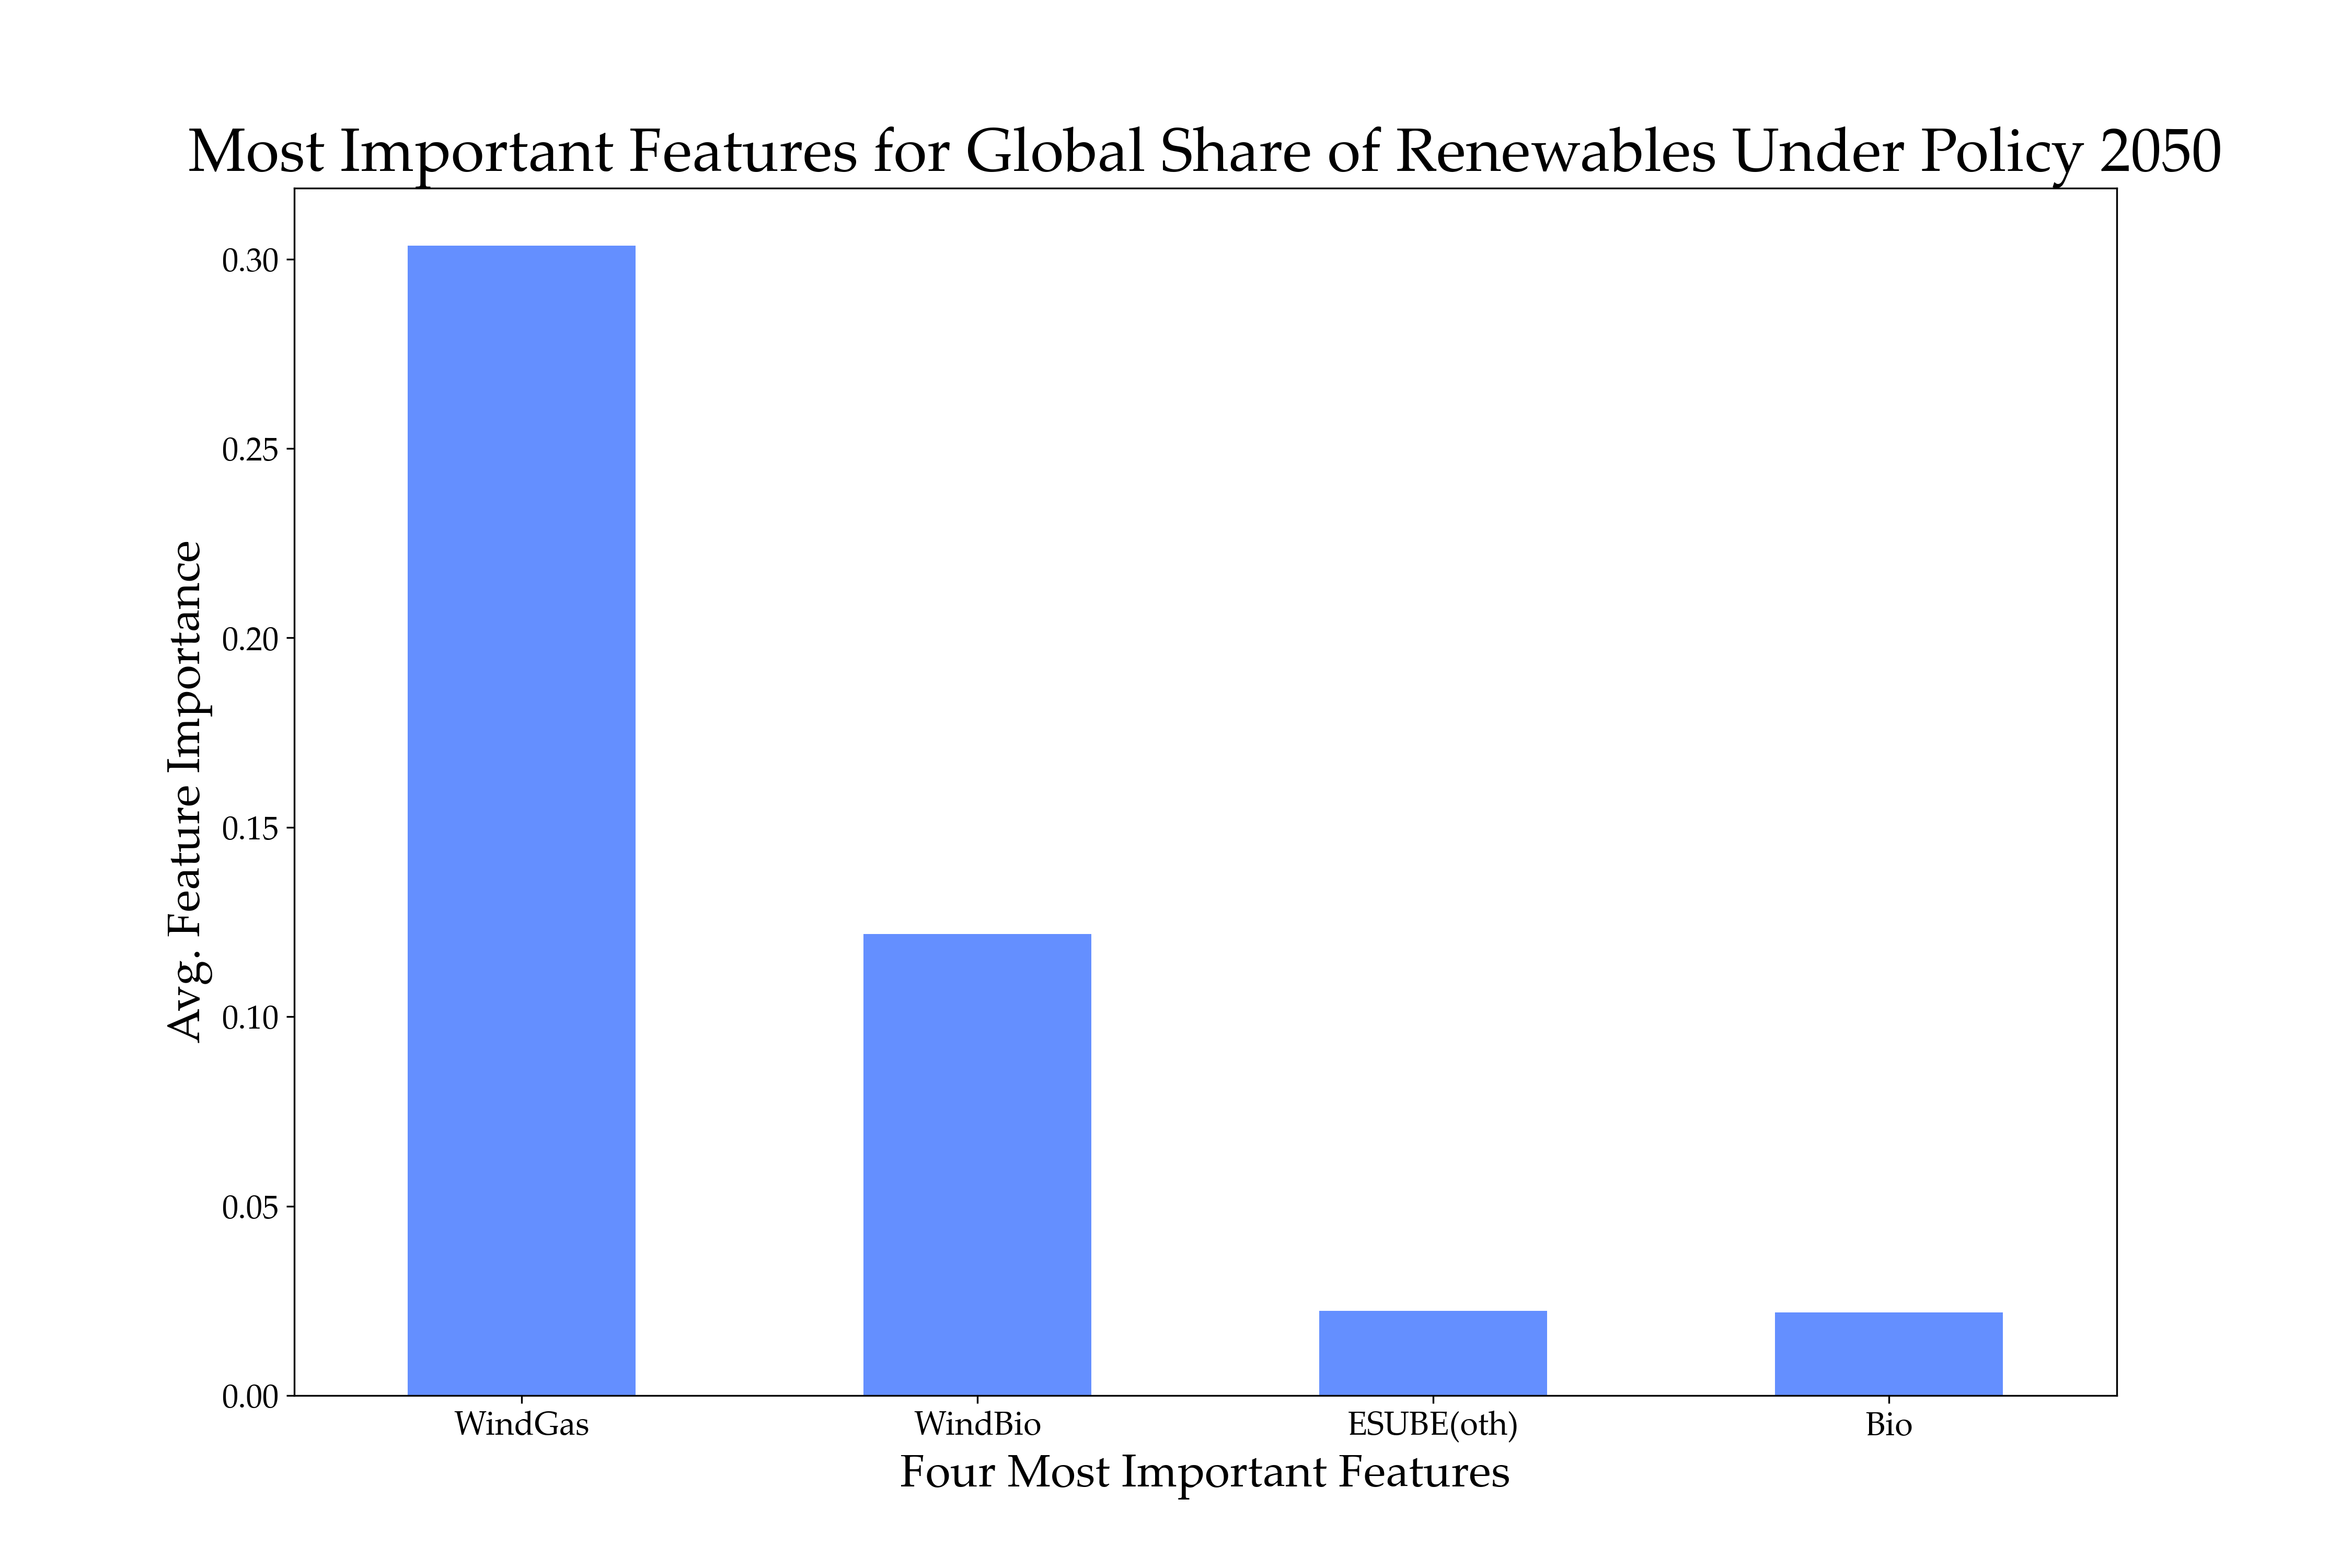 Most Important Features for Global Share of Renewables Under Policy 2050
Avg. Feature Importance
0.30
0.25
0.20
0.15
0.10
0.05
0.00
WindGas
WindBio
ESUBE(oth)
Bio
Four Most Important Features